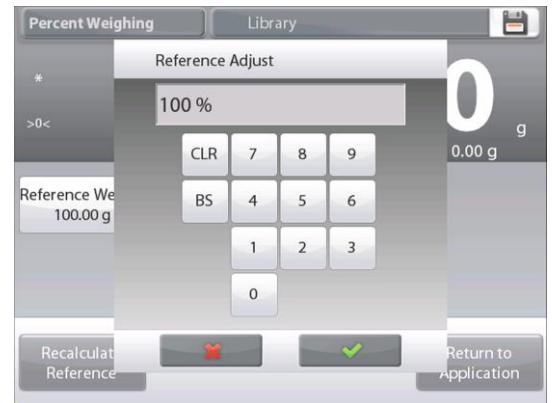 Percent Weighing
Library
Reference Adjust
*
100 %
0
>0<
g
0.00 g
CLR 7 8 9
Reference We
100.00 g
BS 4 5 6
1 2 3
0
Recalculat
Reference
Return to
Application